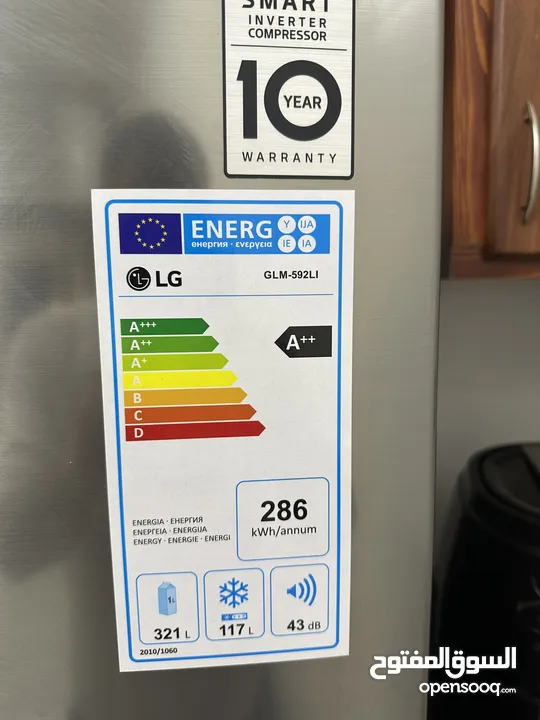 SMART
INVERTER
COMPRESSOR
10 YEAR
WARRANTY
ENERG Y IJA
енергия · ενεργεια IE IA
LG GLM-592LI
A+++
A++ A++
A+
A
B
C
D
286
kWh/annum
ENERGIA · ЕНЕРГИЯ
ΕΝΕΡΓΕΙΑ · ENERGIJA
ENERGY · ENERGIE · ENERGI
1L
321 L 117 L 43 dB
2010/1060
السوق المفتوح
opensooq.com